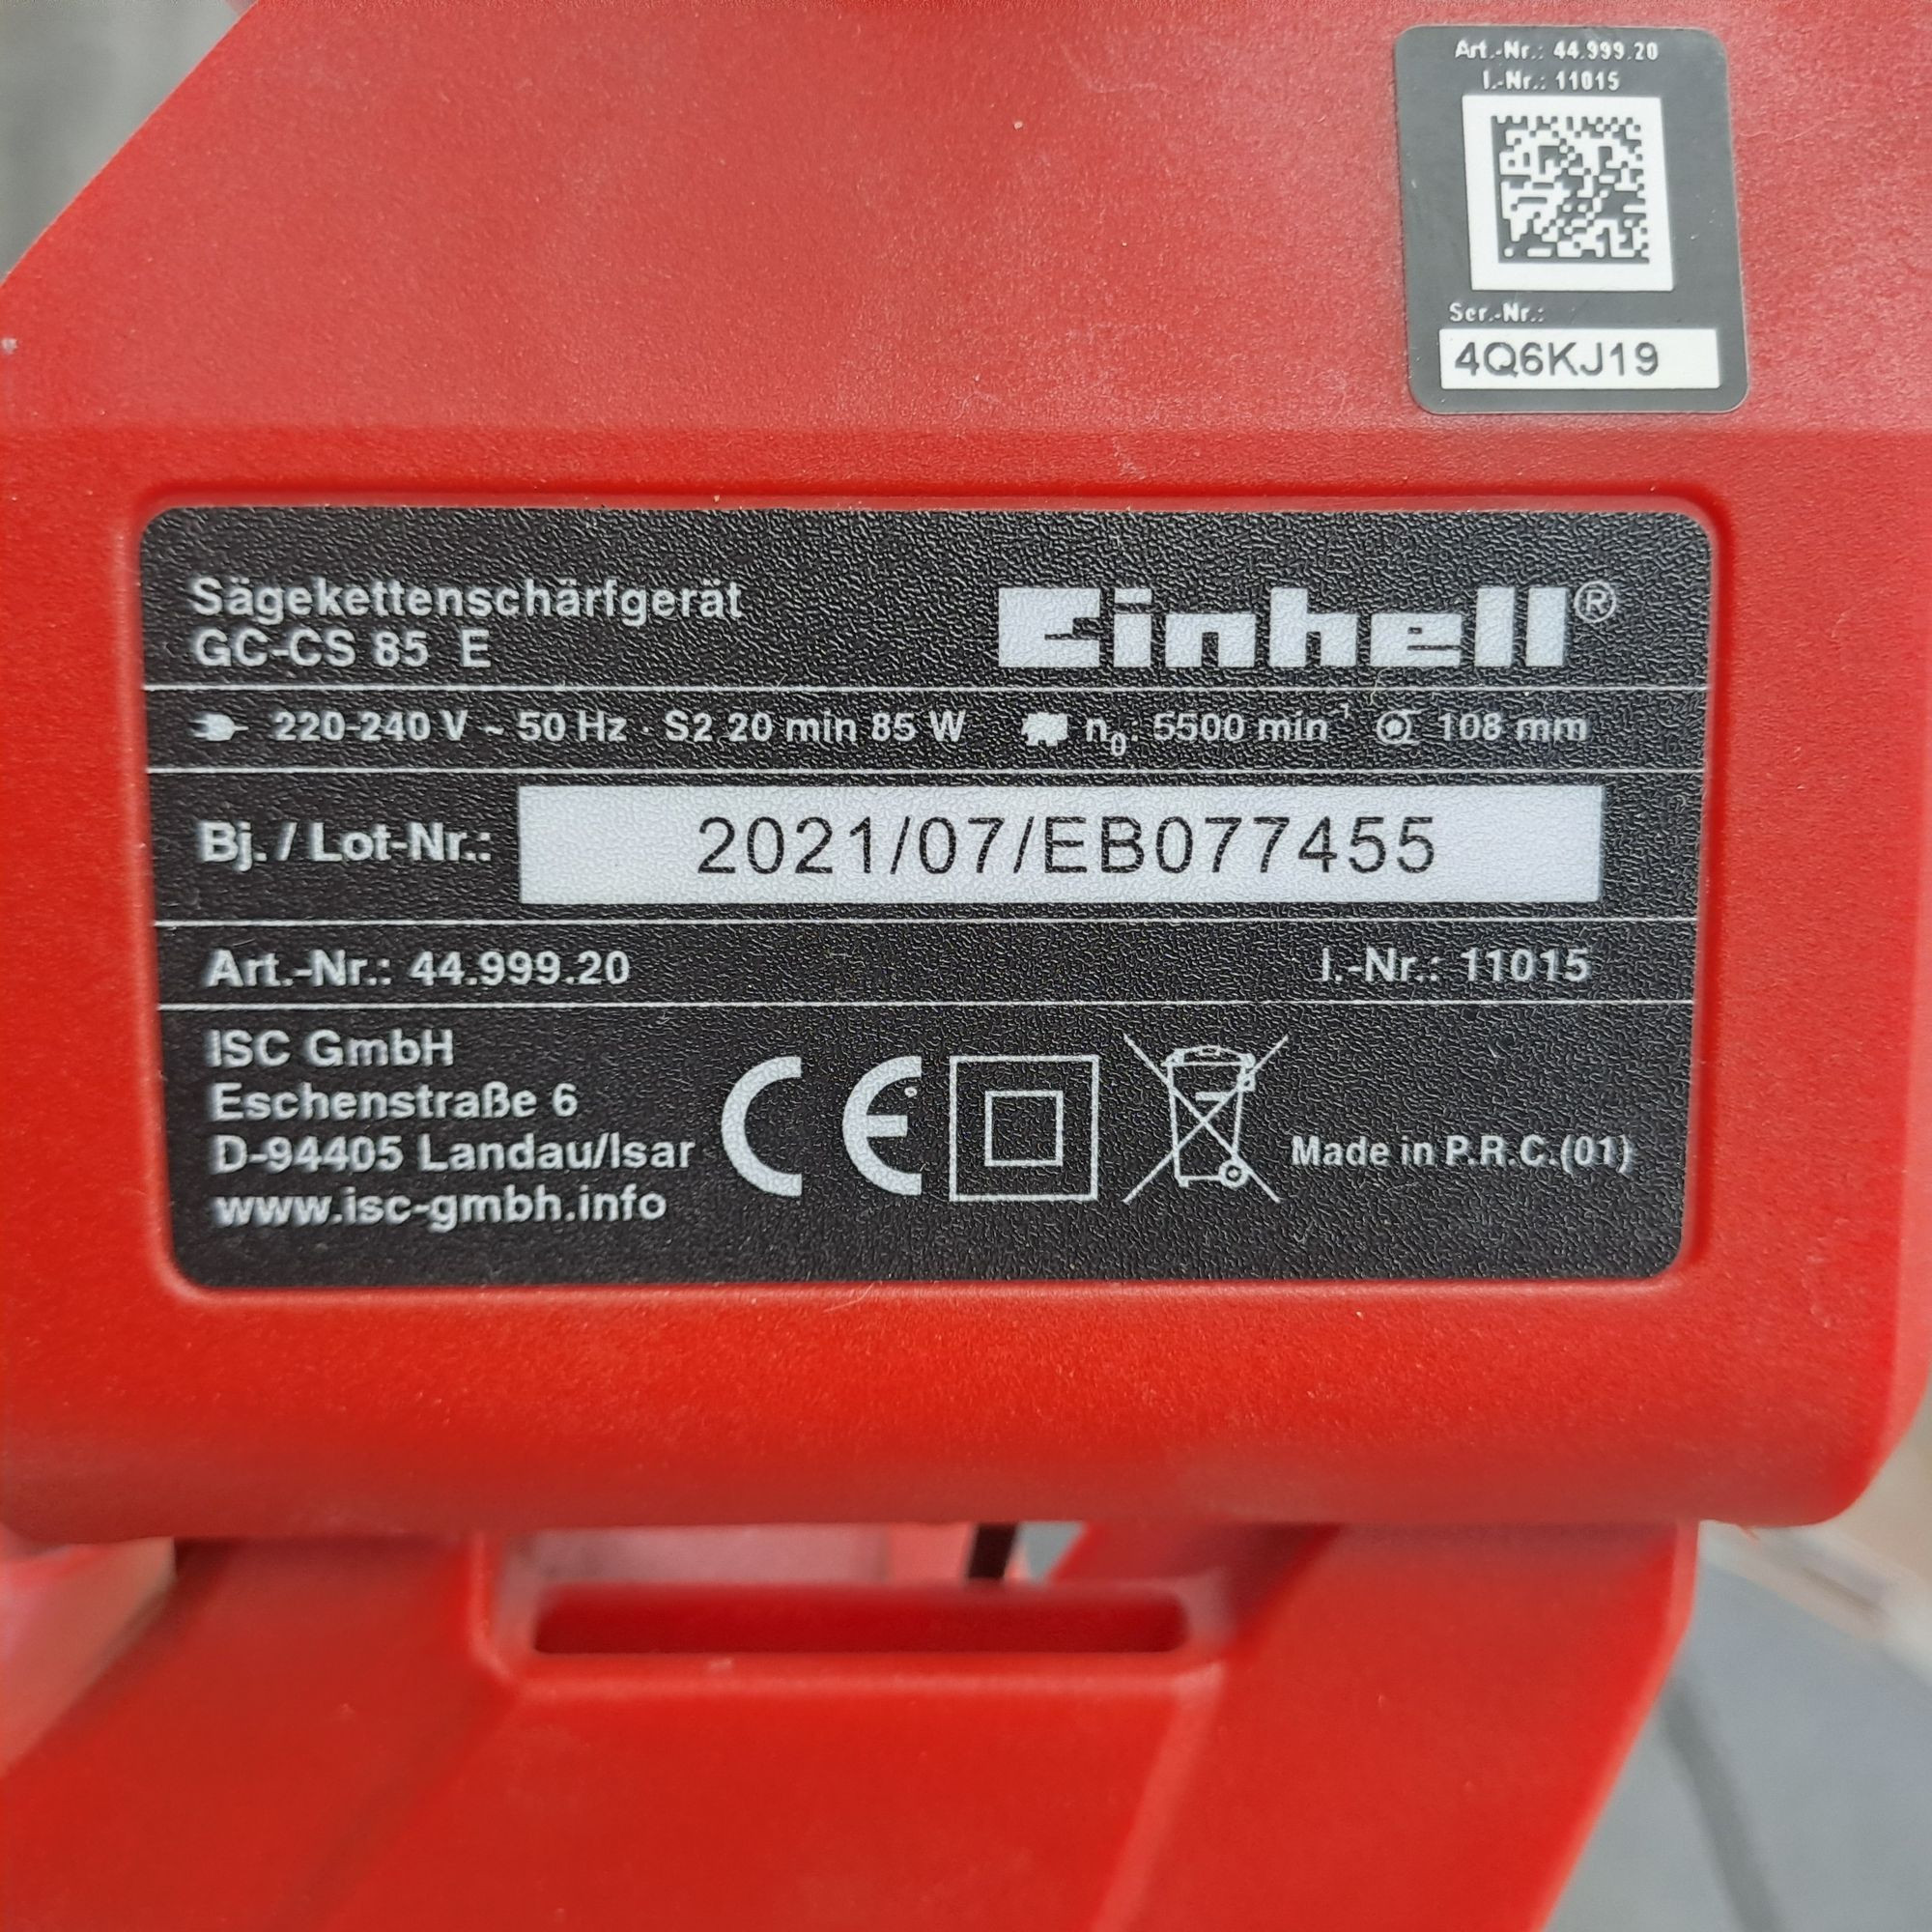 Art.-Nr.: 44.999.20
I.-Nr.: 11015
Ser.-Nr.:
4Q6KJ19
Sägekettenschärfgerät
GC-CS 85 E
Einhell®
220-240 V ~ 50 Hz · S2 20 min 85 W n₀: 5500 min⁻¹ 108 mm
Bj. / Lot-Nr.: 2021/07/EB077455
Art.-Nr.: 44.999.20 I.-Nr.: 11015
ISC GmbH
Eschenstraße 6
D-94405 Landau/Isar
www.isc-gmbh.info
CE
Made in P.R.C.(01)